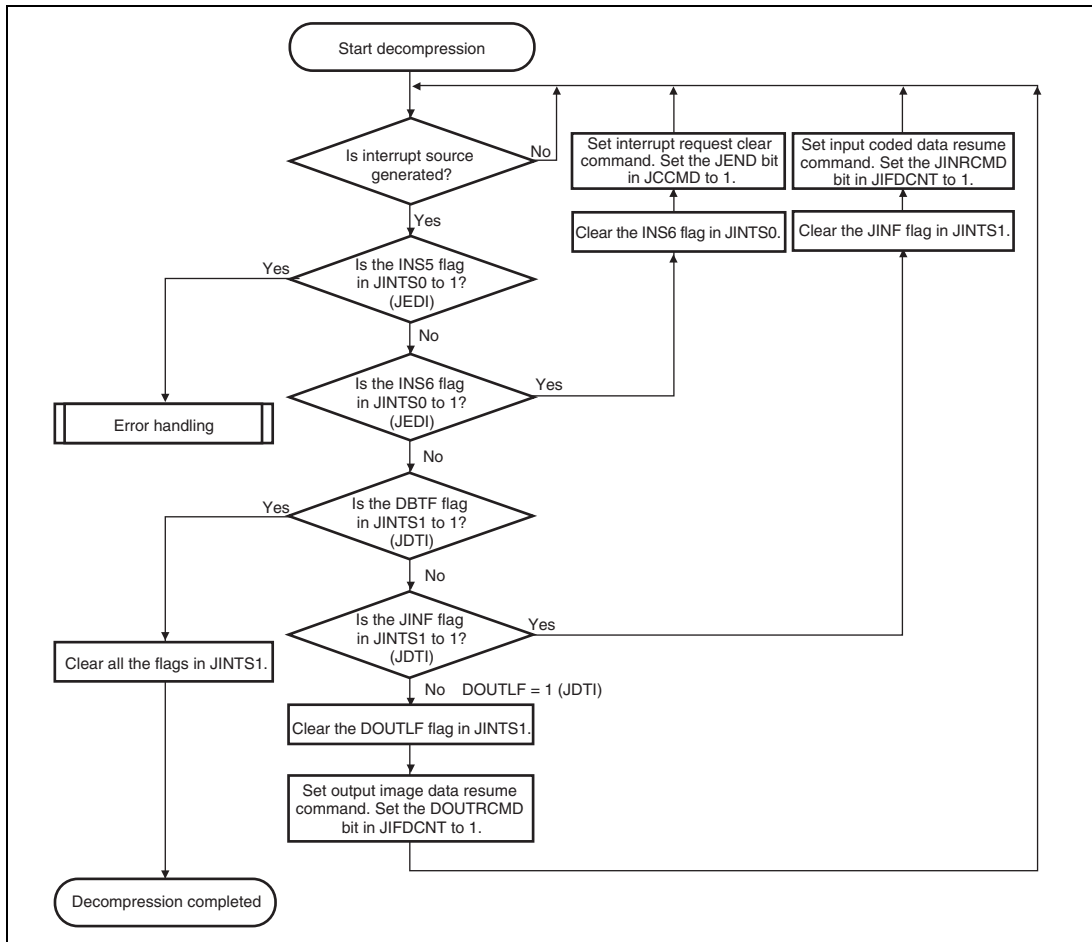 Start decompression
Is interrupt source
generated?
No
Yes
Set interrupt request clear
command. Set the JEND bit
in JCCMD to 1.
Set input coded data resume
command. Set the JINRCMD
bit in JIFDCNT to 1.
Clear the INS6 flag in JINTS0.
Clear the JINF flag in JINTS1.
Is the INS5 flag
in JINTS0 to 1?
(JEDI)
Yes
No
Error handling
Is the INS6 flag
in JINTS0 to 1?
(JEDI)
Yes
No
Is the DBTF flag
in JINTS1 to 1?
(JDTI)
Yes
No
Is the JINF flag
in JINTS1 to 1?
(JDTI)
Yes
No DOUTLF = 1 (JDTI)
Clear all the flags in JINTS1.
Clear the DOUTLF flag in JINTS1.
Set output image data resume
command. Set the DOUTRCMD
bit in JIFDCNT to 1.
Decompression completed